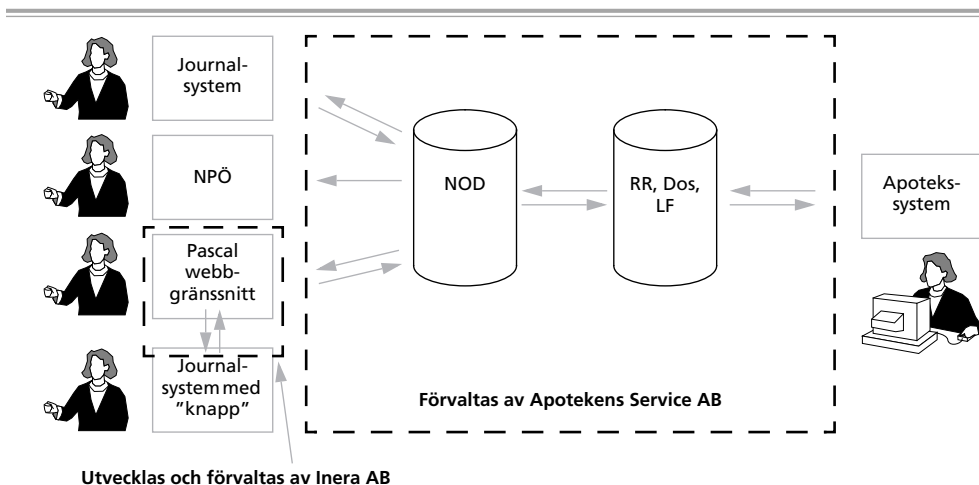 Journal-
system
NPÖ
Pascal
webb-
gränssnitt
Journal-
system med
”knapp”
NOD
RR, Dos,
LF
Apoteks-
system
Förvaltas av Apotekens Service AB
Utvecklas och förvaltas av Inera AB